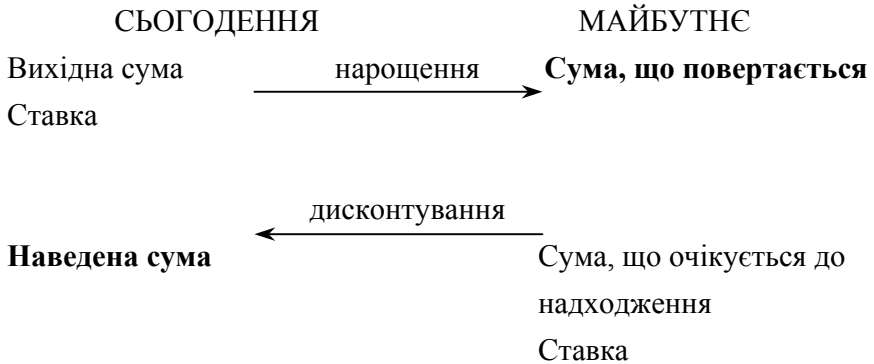 СЬОГОДЕННЯ МАЙБУТНЄ
Вихідна сума нарощення Сума, що повертається
Ставка
дисконтування
Наведена сума Сума, що очікується до
надходження
Ставка